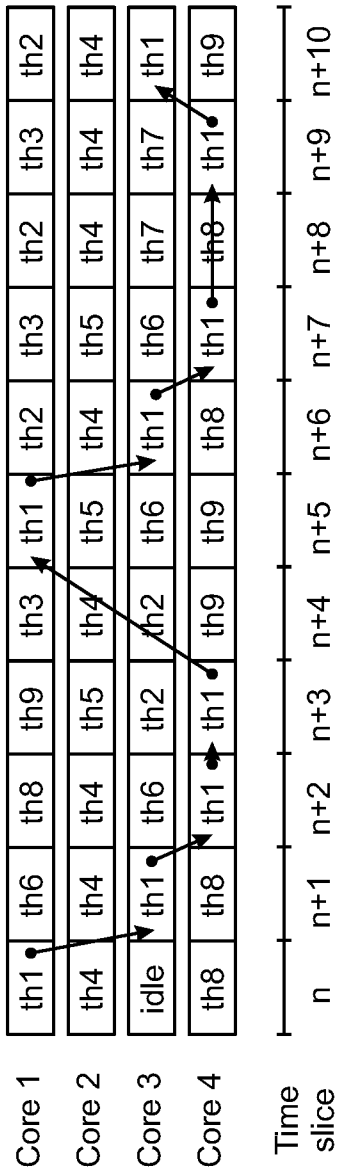 Core 1 th1 th6 th8 th9 th3 th1 th2 th3 th2 th3 th2
Core 2 th4 th4 th4 th5 th4 th5 th4 th5 th4 th4 th4
Core 3 idle th1 th6 th2 th2 th6 th1 th6 th7 th7 th1
Core 4 th8 th8 th1 th1 th9 th9 th8 th1 th8 th1 th9
Time
slice n n+1 n+2 n+3 n+4 n+5 n+6 n+7 n+8 n+9 n+10